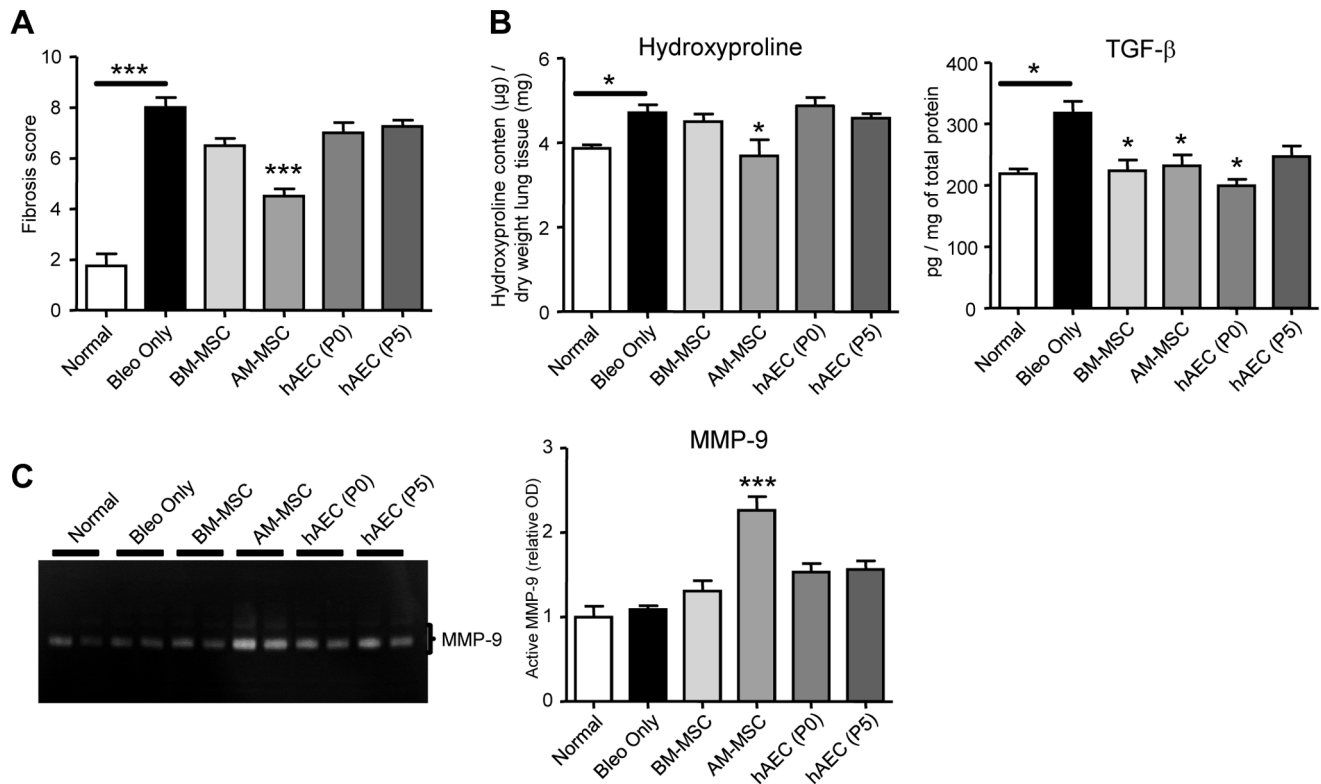 A
Fibrosis score
10
8
6
4
2
0
***
***
Normal
Bleo Only
BM-MSC
AM-MSC
hAEC (P0)
hAEC (P5)
B
Hydroxyproline
Hydroxyproline conten (µg) /
dry weight lung tissue (mg)
6
4
2
0
*
*
Normal
Bleo Only
BM-MSC
AM-MSC
hAEC (P0)
hAEC (P5)
TGF-β
pg / mg of total protein
400
300
200
100
0
*
*
*
*
Normal
Bleo Only
BM-MSC
AM-MSC
hAEC (P0)
hAEC (P5)
C
Normal
Bleo Only
BM-MSC
AM-MSC
hAEC (P0)
hAEC (P5)
MMP-9
MMP-9
Active MMP-9 (relative OD)
3
2
1
0
***
Normal
Bleo Only
BM-MSC
AM-MSC
hAEC (P0)
hAEC (P5)